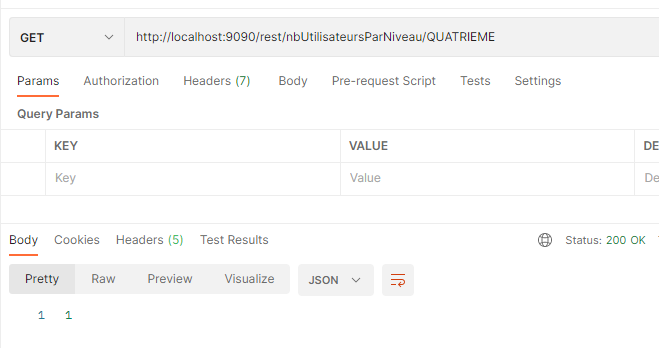 GET http://localhost:9090/rest/nbUtilisateursParNiveau/QUATRIEME
Params Authorization Headers (7) Body Pre-request Script Tests Settings
Query Params
KEY VALUE DE
Key Value De
Body Cookies Headers (5) Test Results Status: 200 OK
Pretty Raw Preview Visualize JSON
1 1